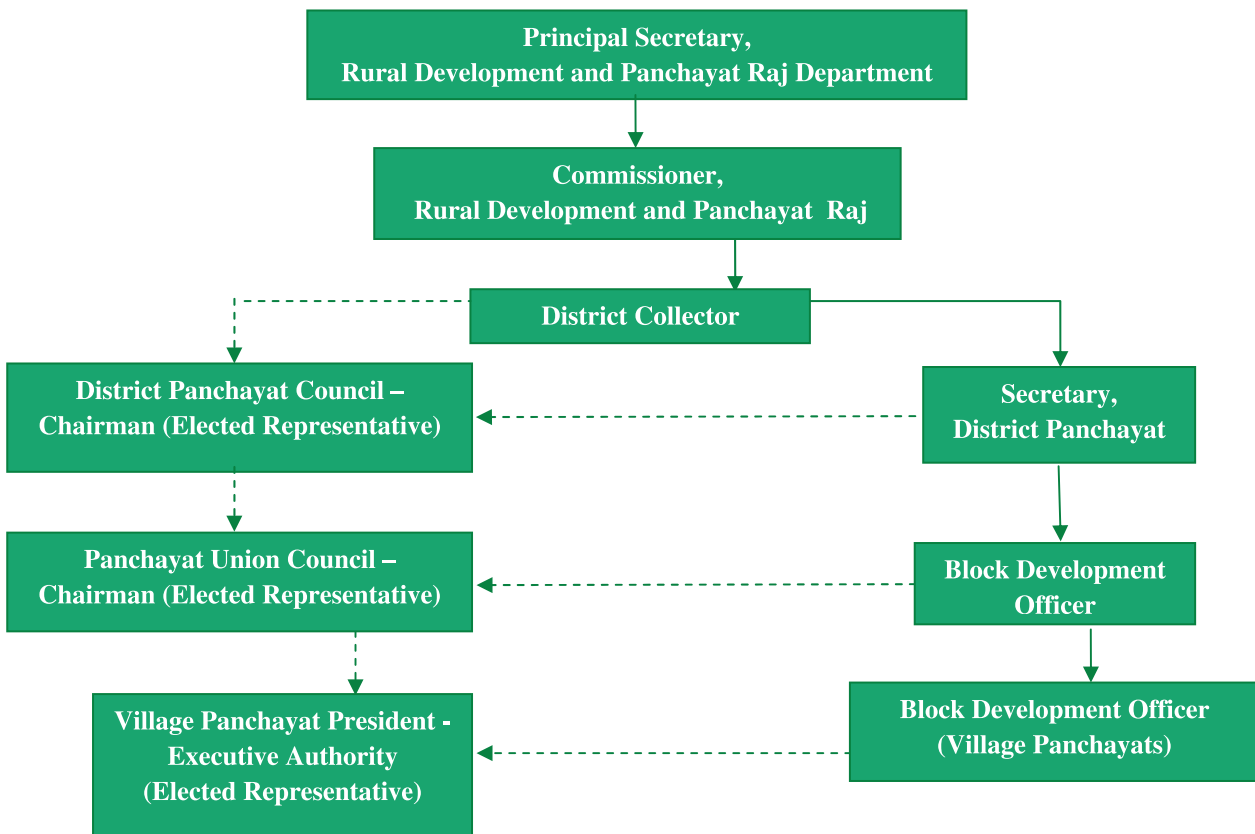 Principal Secretary,
Rural Development and Panchayat Raj Department
Commissioner,
Rural Development and Panchayat Raj
District Collector
District Panchayat Council –
Chairman (Elected Representative)
Secretary,
District Panchayat
Panchayat Union Council –
Chairman (Elected Representative)
Block Development
Officer
Village Panchayat President -
Executive Authority
(Elected Representative)
Block Development Officer
(Village Panchayats)